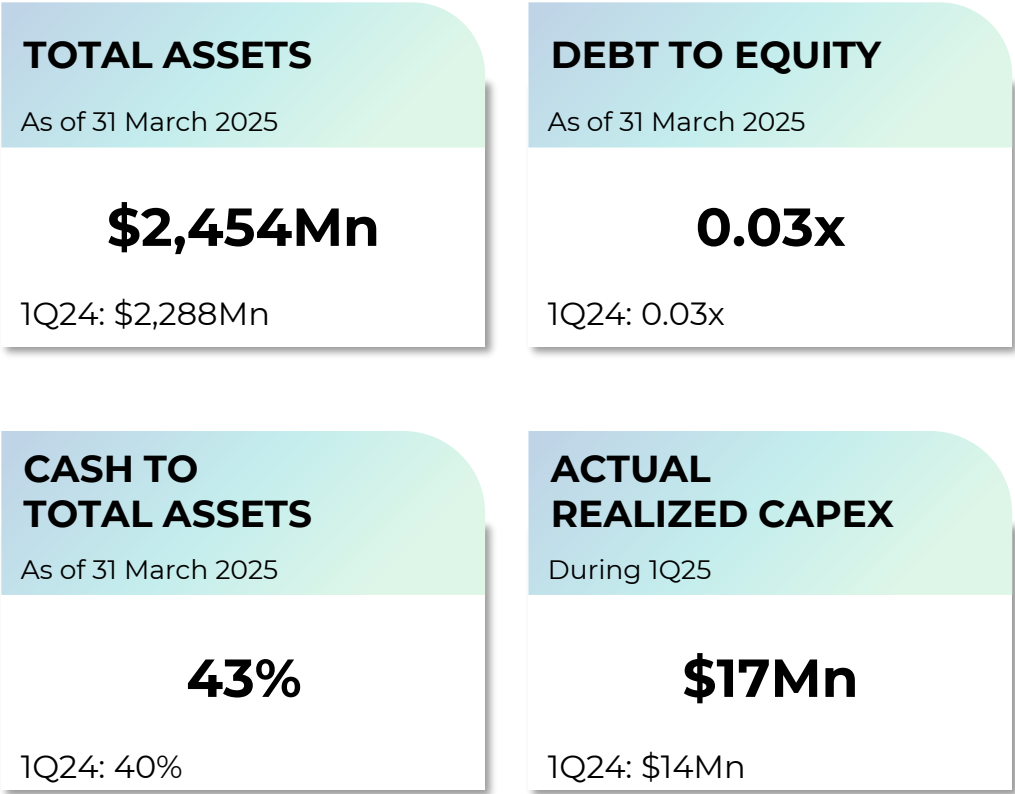 TOTAL ASSETS
As of 31 March 2025
$2,454Mn
1Q24: $2,288Mn
DEBT TO EQUITY
As of 31 March 2025
0.03x
1Q24: 0.03x
CASH TO
TOTAL ASSETS
As of 31 March 2025
43%
1Q24: 40%
ACTUAL
REALIZED CAPEX
During 1Q25
$17Mn
1Q24: $14Mn